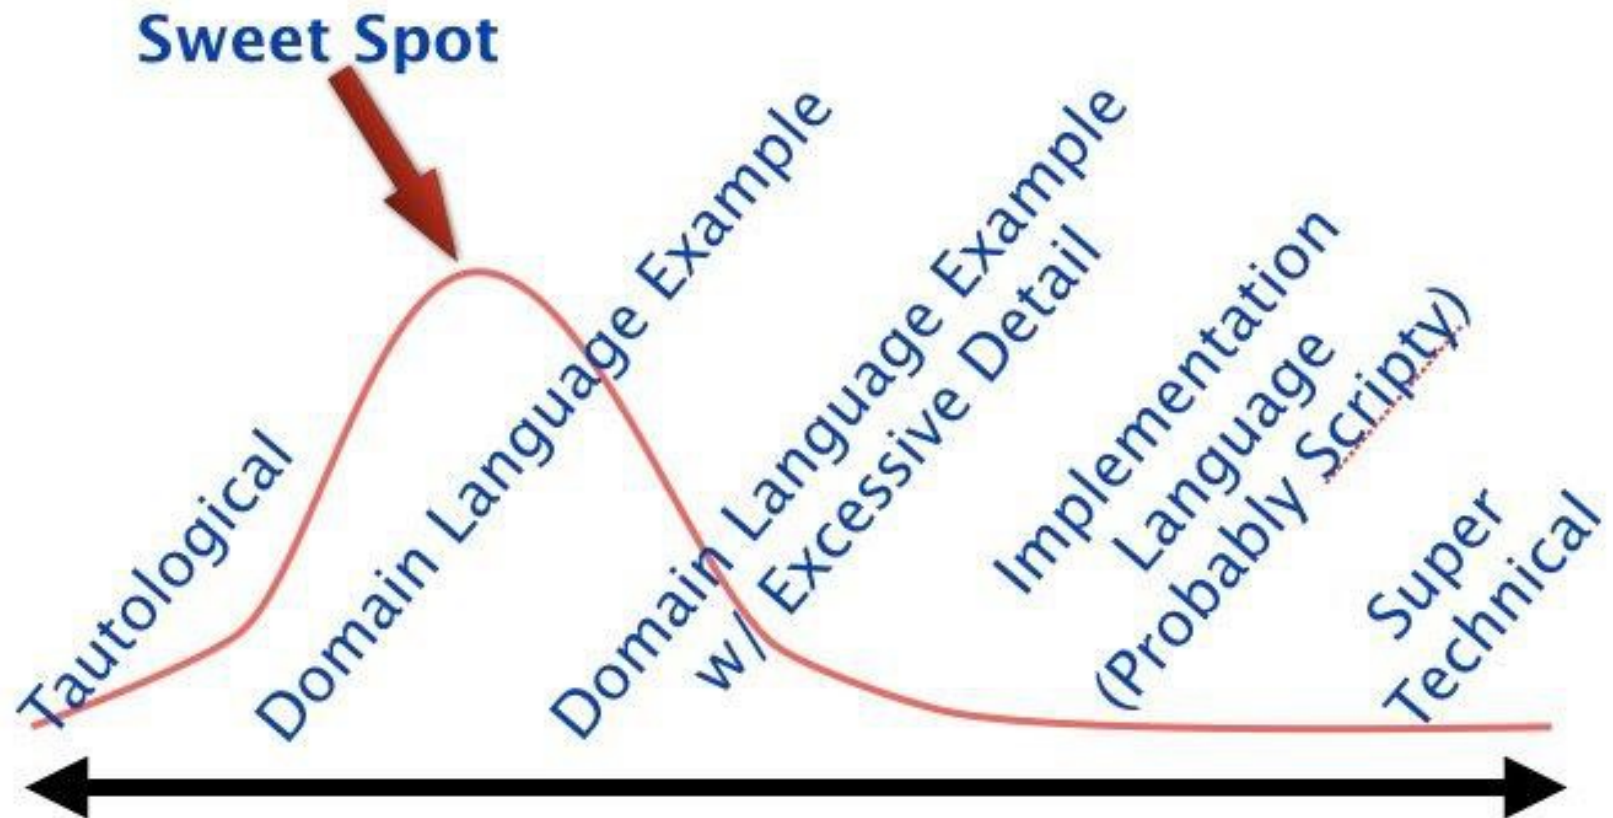 Sweet Spot
Tautological
Domain Language Example
Domain Language Example
w/ Excessive Detail
Implementation
Language
(Probably Scripty)
Super
Technical